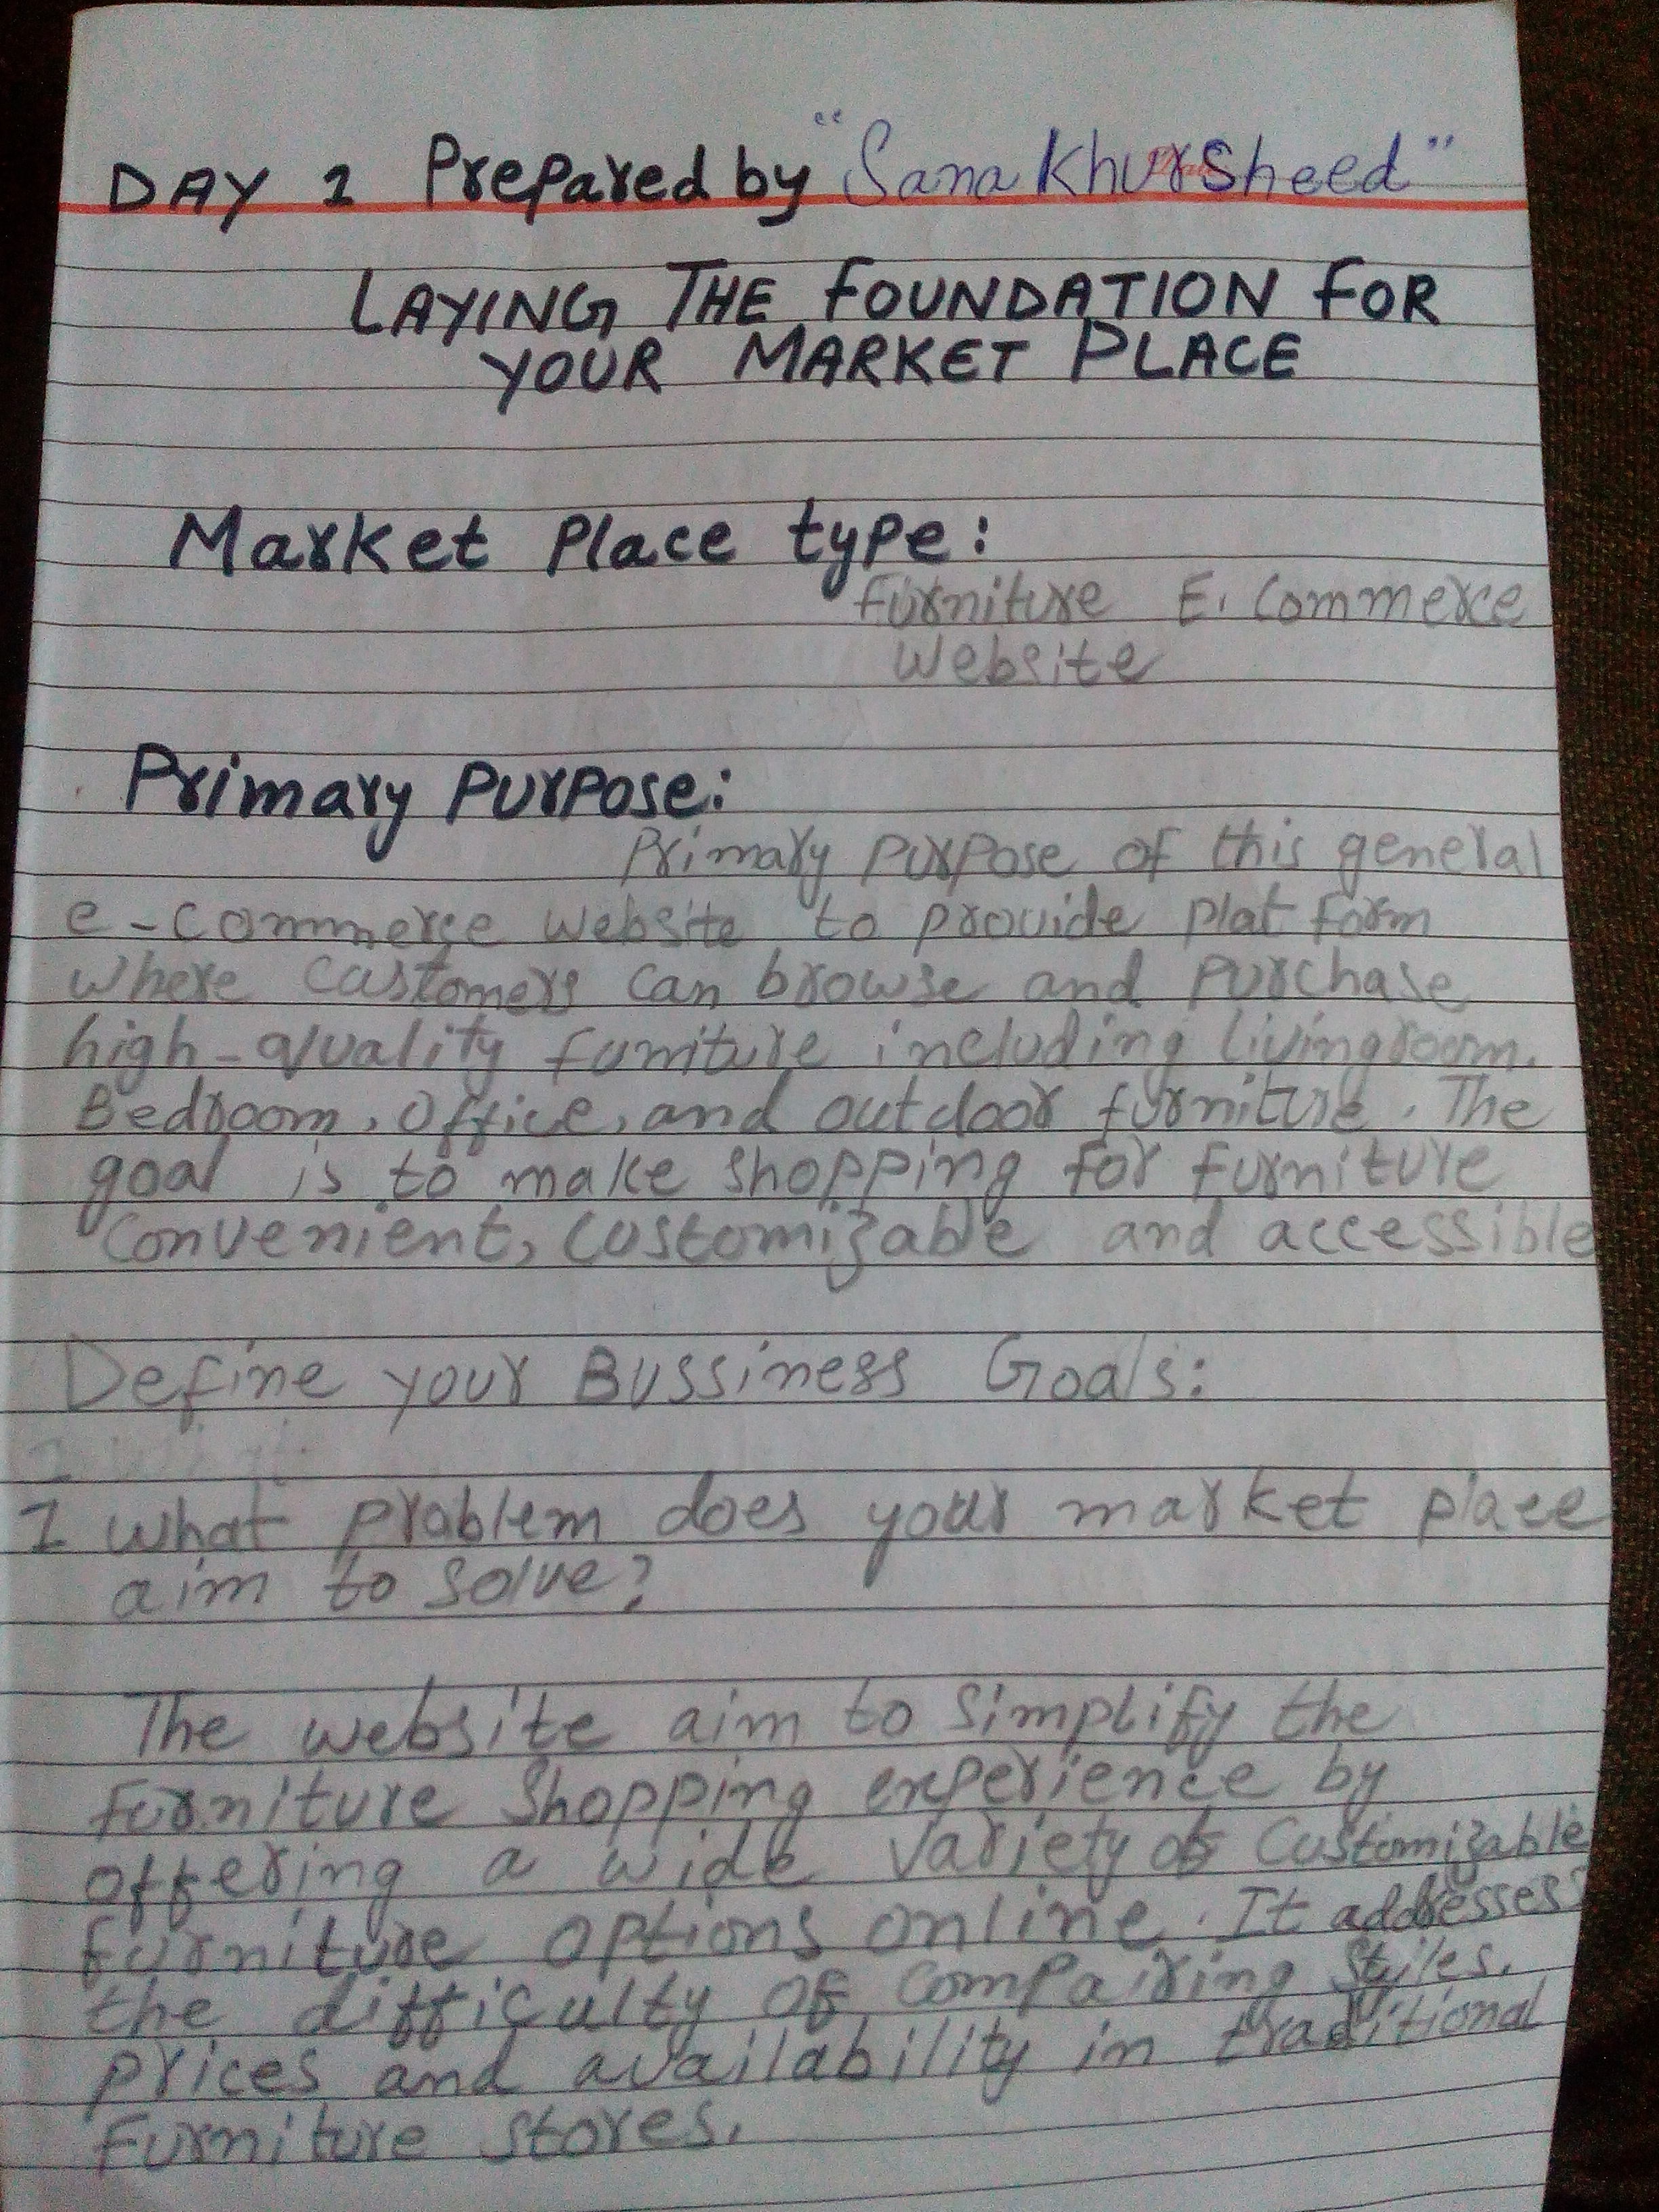 DAY 1 Prepared by "Sana Khursheed"
LAYING THE FOUNDATION FOR
YOUR MARKET PLACE
Market Place type:
Furniture E. Commerce
Website
Primary Purpose:
Primary Purpose of this general
e-commerce website to provide plat form
where customers can browse and Purchase
high-quality furniture including livingroom.
Bedroom, office, and outdoor furniture. The
goal is to make shopping for furniture
Convenient, customizable and accessible
Define your Bussiness Goals:
1 what problem does your market place
aim to solve?
The website aim to simplify the
furniture shopping experience by
offering a wide variety of customizable
furniture options online. It addresses
the difficulty of compairing styles,
prices and availability in traditional
furniture stores.